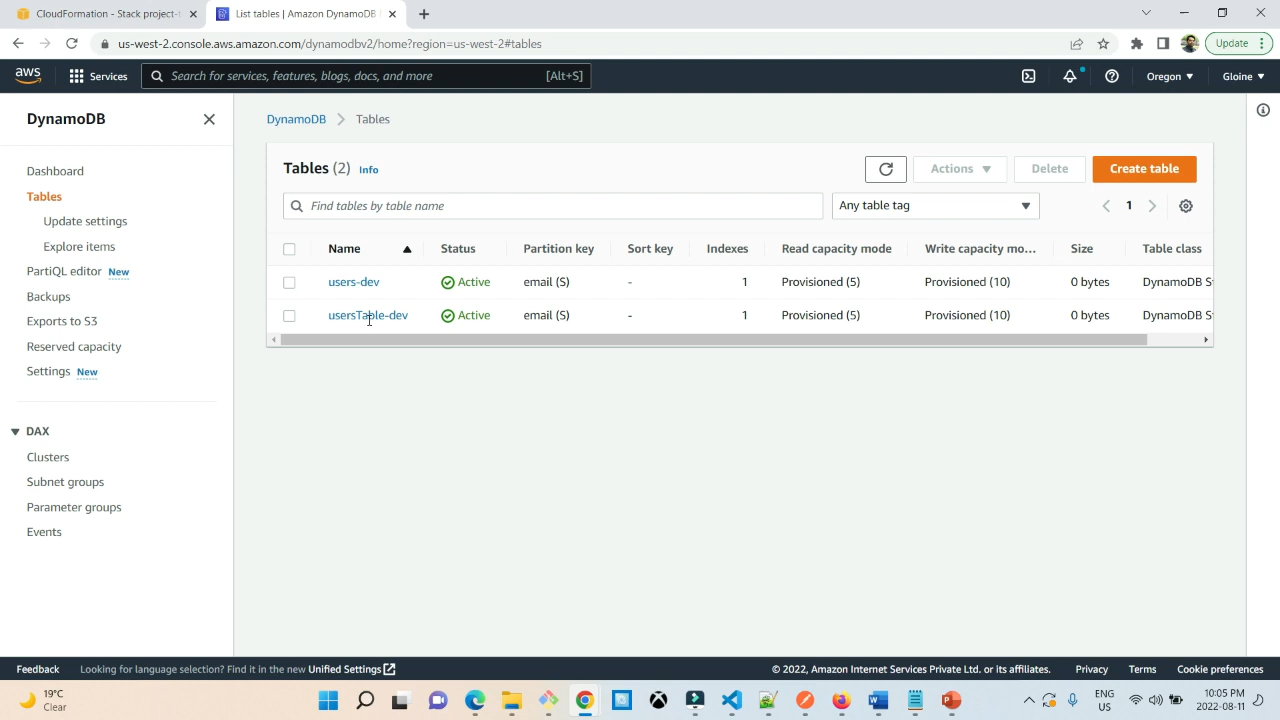 CloudFormation - Stack project-t
List tables | Amazon DynamoDB
us-west-2.console.aws.amazon.com/dynamodbv2/home?region=us-west-2#tables
Update
aws
Services
Search for services, features, blogs, docs, and more
[Alt+S]
Oregon
Gloine
DynamoDB
DynamoDB
Tables
Dashboard
Tables
Update settings
Explore items
PartiQL editor New
Backups
Exports to S3
Reserved capacity
Settings New
DAX
Clusters
Subnet groups
Parameter groups
Events
Tables (2) Info
Actions
Delete
Create table
Find tables by table name
Any table tag
1
Name Status Partition key Sort key Indexes Read capacity mode Write capacity mo... Size Table class
users-dev Active email (S) - 1 Provisioned (5) Provisioned (10) 0 bytes DynamoDB S
usersTable-dev Active email (S) - 1 Provisioned (5) Provisioned (10) 0 bytes DynamoDB S
Feedback Looking for language selection? Find it in the new Unified Settings © 2022, Amazon Internet Services Private Ltd. or its affiliates. Privacy Terms Cookie preferences
19°C
Clear
ENG
US
10:05 PM
2022-08-11